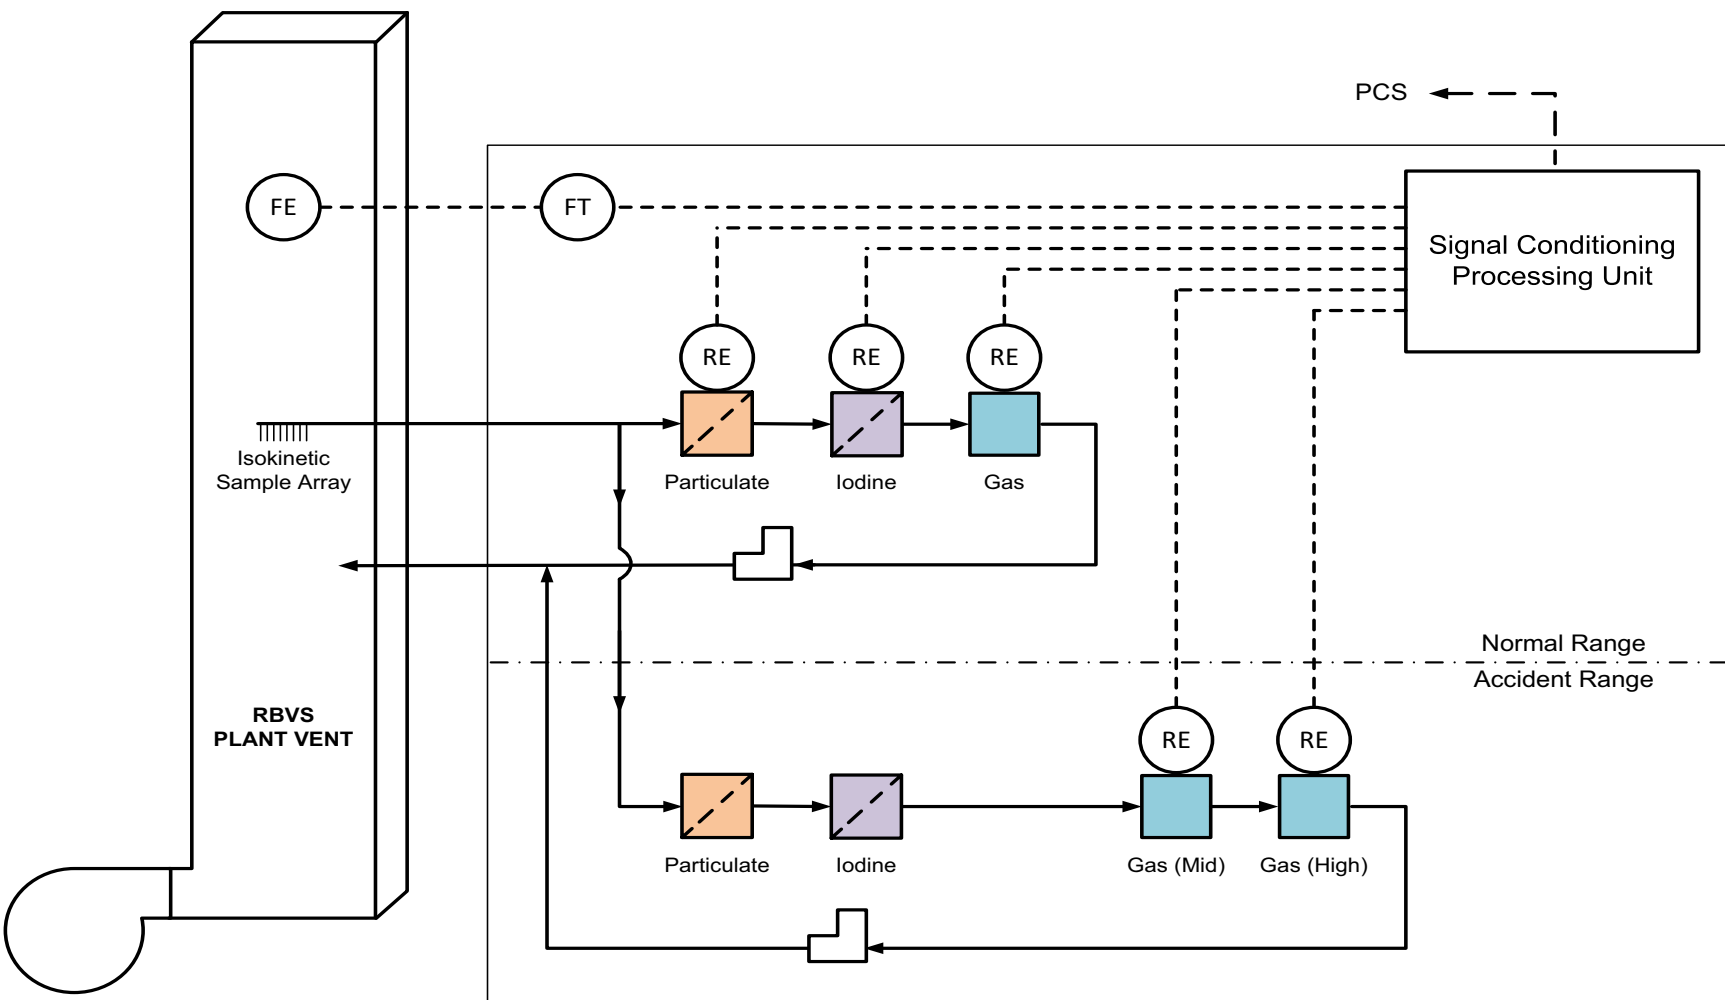 PCS
FE
FT
Signal Conditioning
Processing Unit
RE
RE
RE
Isokinetic
Sample Array
Particulate
Iodine
Gas
Normal Range
Accident Range
RBVS
PLANT VENT
RE
RE
Particulate
Iodine
Gas (Mid)
Gas (High)